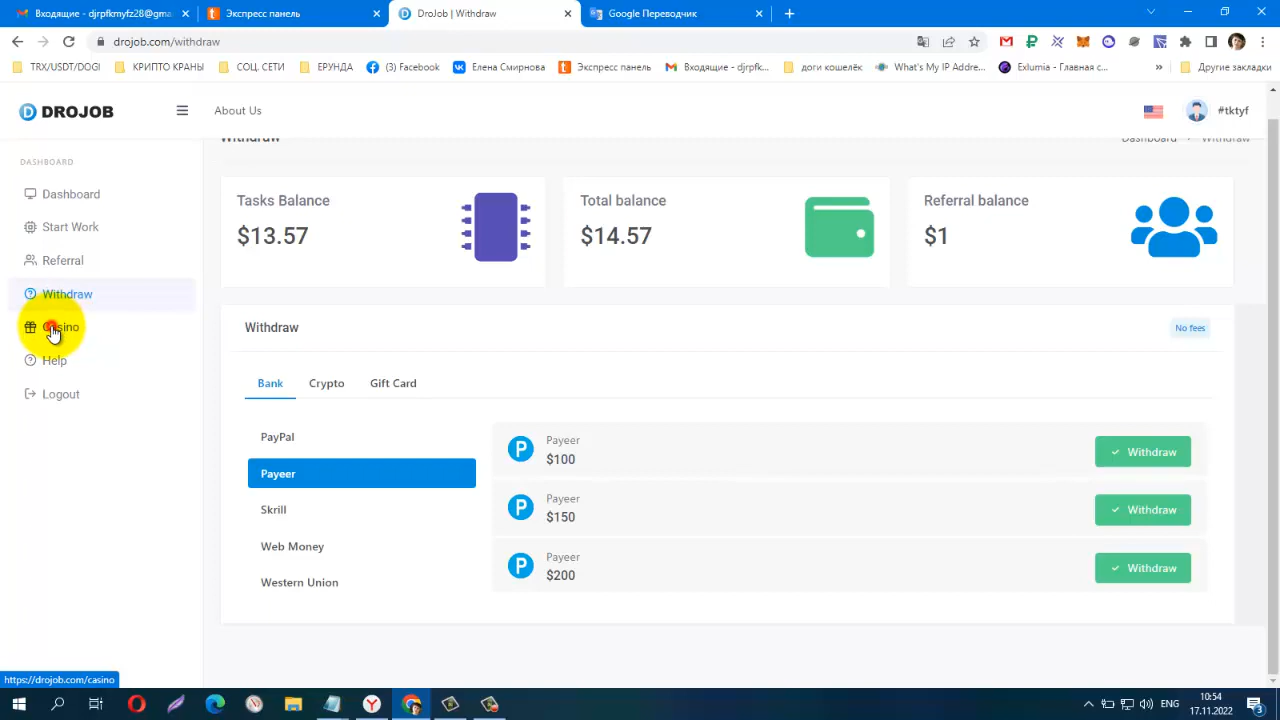 Входящие - djrpkmyfz28@gma
Экспресс панель
DroJob | Withdraw
Google Переводчик
drojob.com/withdraw
TRX/USDT/DOGI
КРИПТО КРАНЫ
СОЦ. СЕТИ
ЕРУНДА
(3) Facebook
Елена Смирнова
Экспресс панель
Входящие - djrpfk...
доги кошелёк
What's My IP Addre...
Exlumia - Главная с...
»
Другие закладки
DROJOB
About Us
#tktyf
DASHBOARD
Dashboard
Start Work
Referral
Withdraw
Casino
Help
Logout
Withdraw
Dashboard
Withdraw
Tasks Balance
$13.57
Total balance
$14.57
Referral balance
$1
Withdraw
No fees
Bank
Crypto
Gift Card
PayPal
Payeer
Skrill
Web Money
Western Union
Payeer
$100
Withdraw
Payeer
$150
Withdraw
Payeer
$200
Withdraw
https://drojob.com/casino
ENG
10:54
17.11.2022
3